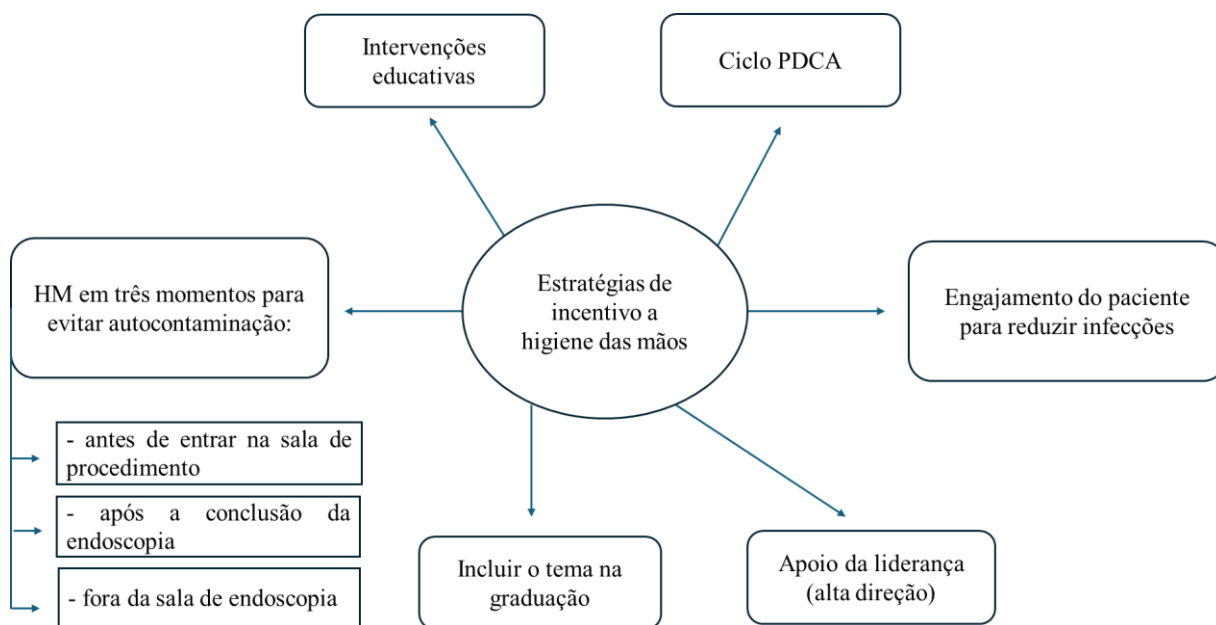 Intervenções
educativas
Ciclo PDCA
HM em três momentos para
evitar autocontaminação:
Estratégias de
incentivo a
higiene das mãos
Engajamento do paciente
para reduzir infecções
- antes de entrar na sala de
procedimento
- após a conclusão da
endoscopia
- fora da sala de endoscopia
Incluir o tema na
graduação
Apoio da liderança
(alta direção)